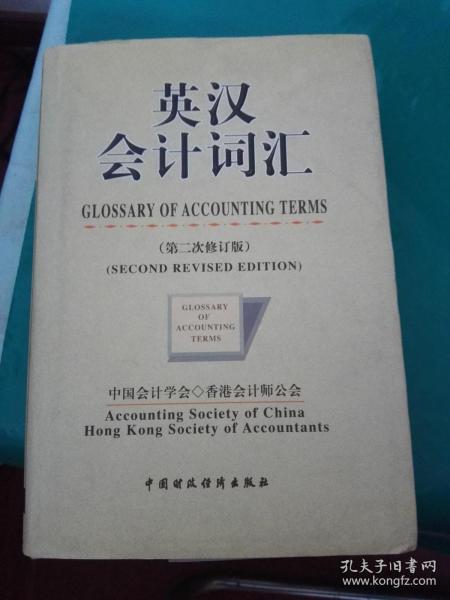 英汉
会计词汇
GLOSSARY OF ACCOUNTING TERMS
（第二次修订版）
(SECOND REVISED EDITION)
GLOSSARY
OF
ACCOUNTING
TERMS
中国会计学会◇香港会计师公会
Accounting Society of China
Hong Kong Society of Accountants
中国财政经济出版社
孔夫子旧书网
www.kongfz.com